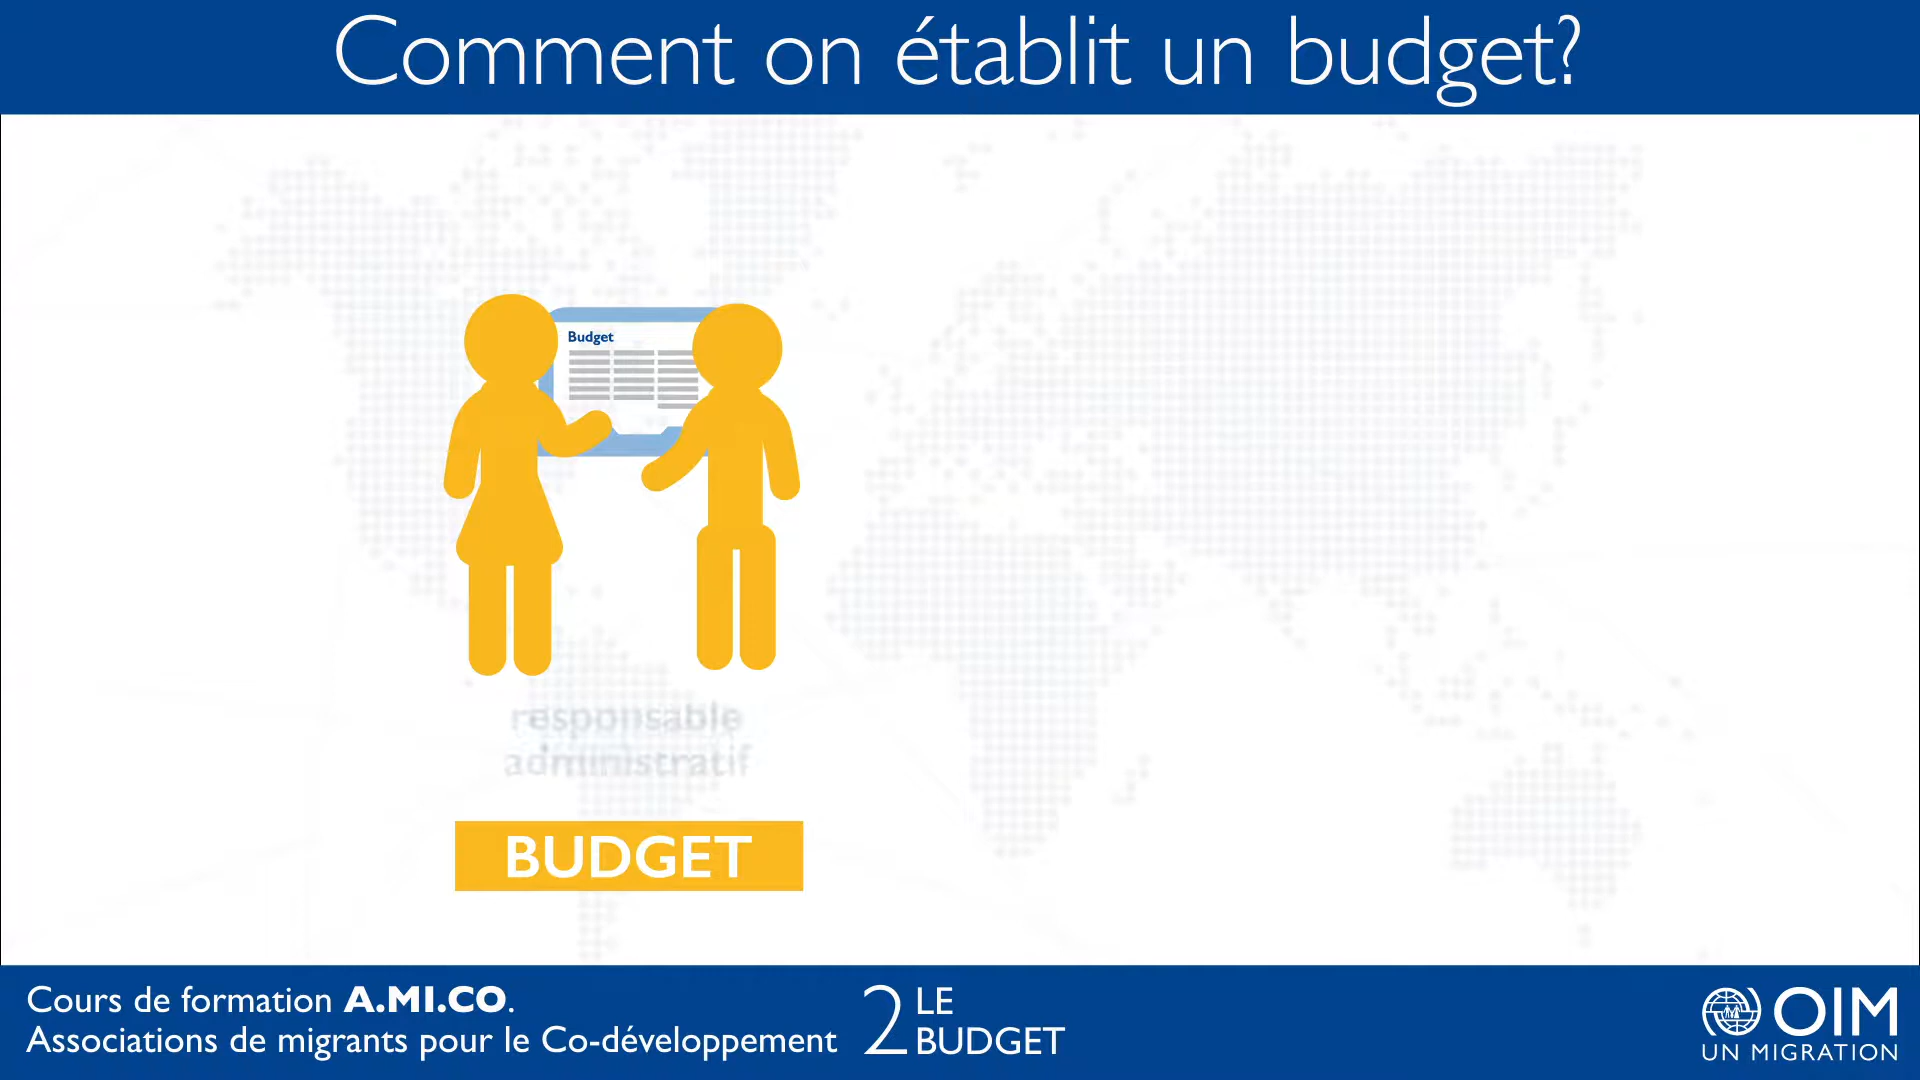 Comment on établit un budget?
Budget
responsable
administratif
BUDGET
Cours de formation A.MI.CO.
Associations de migrants pour le Co-développement
2 LE
BUDGET
OIM
UN MIGRATION